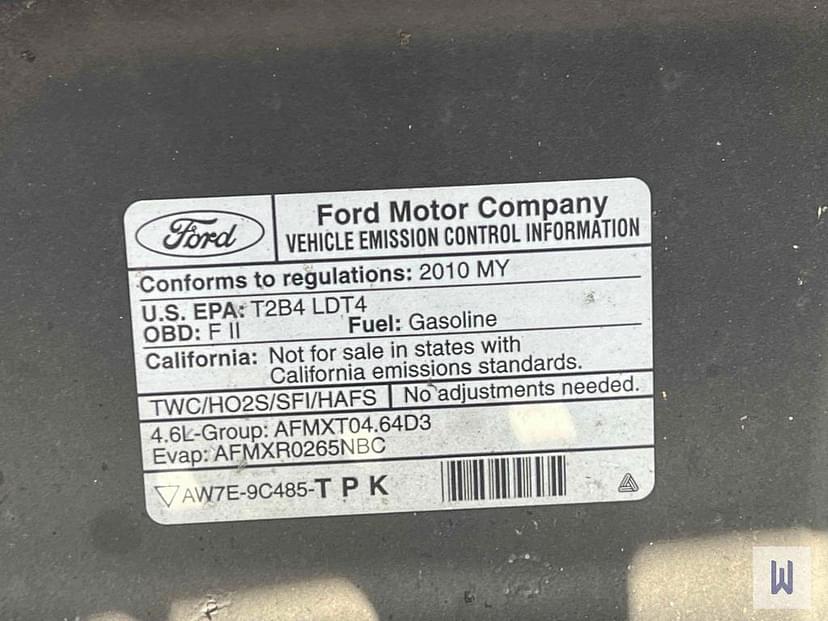 Ford
Ford Motor Company
VEHICLE EMISSION CONTROL INFORMATION
Conforms to regulations: 2010 MY
U.S. EPA: T2B4 LDT4
OBD: F II Fuel: Gasoline
California: Not for sale in states with
California emissions standards.
TWC/HO2S/SFI/HAFS No adjustments needed.
4.6L-Group: AFMXT04.64D3
Evap: AFMXR0265NBC
AW7E-9C485-T P K
W